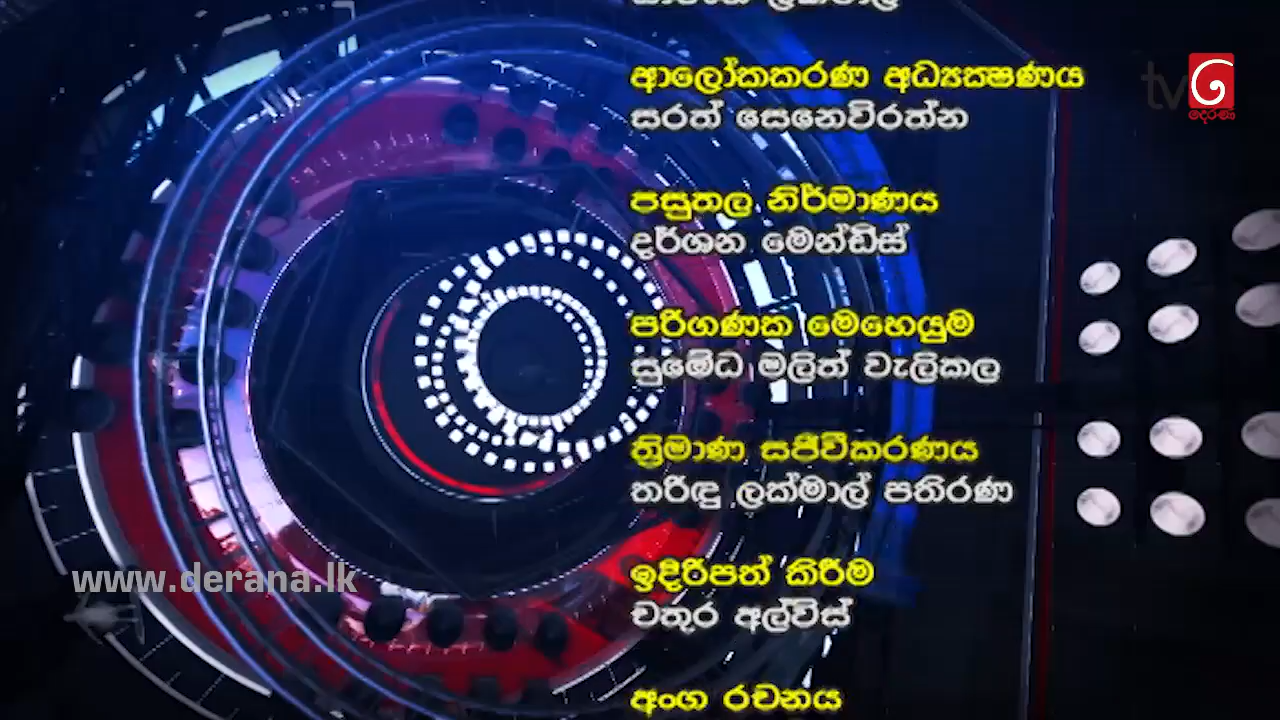 ආලෝකකරණ අධ්‍යක්‍ෂණය
සරත් සෙනෙවිරත්න
tv
දෙරණ
පසුතල නිර්මාණය
දර්ශන මෙන්ඩිස්
පරිගණක මෙහෙයුම
සුමේධ මලිත් වැලිකල
ත්‍රිමාණ සජීවීකරණය
තරිඳු ලක්මාල් පතිරණ
ඉදිරිපත් කිරීම
චතුර අල්විස්
www.derana.lk
අංග රචනය